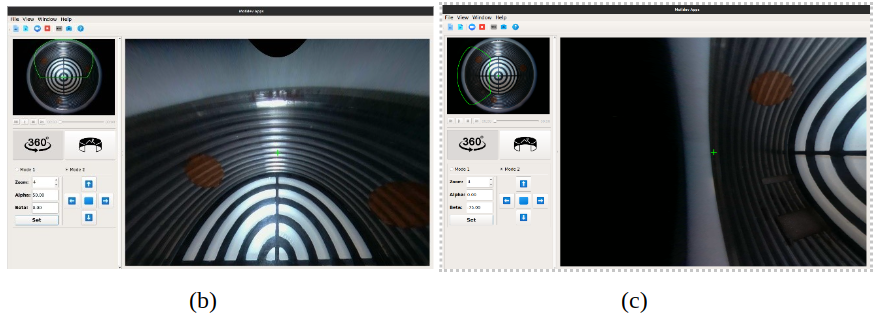 Moildev Apps
File View Window Help
360°
Mode 1 Mode 2
Zoom: 4
Alpha: 50.00
Beta: 0.00
Set
(b)
Moildev Apps
File View Window Help
360°
Mode 1 Mode 2
Zoom: 4
Alpha: 0.00
Beta: -75.00
Set
(c)